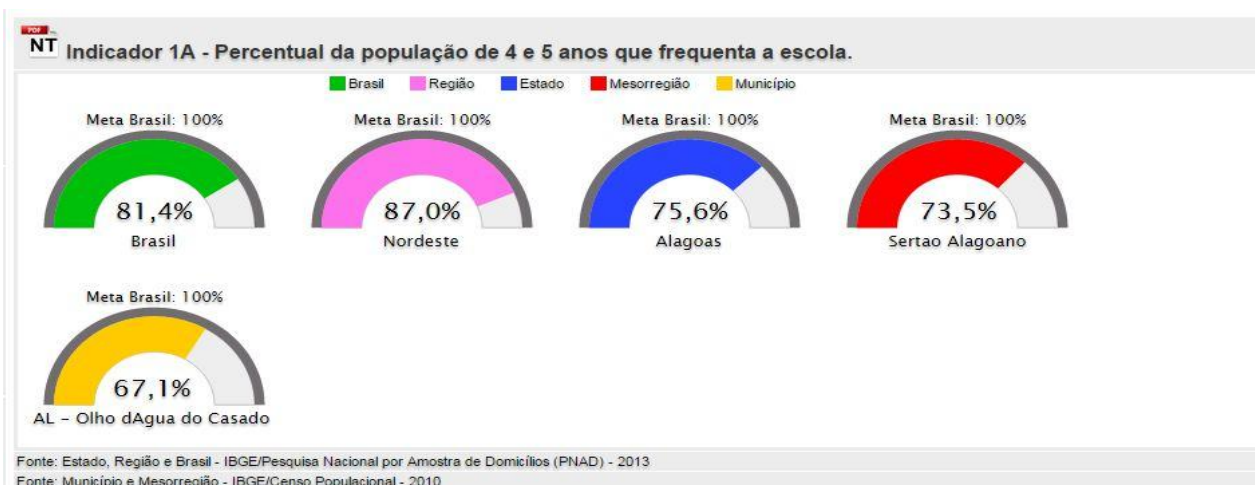 PDF
NT Indicador 1A - Percentual da população de 4 e 5 anos que frequenta a escola.
Brasil Região Estado Mesorregião Município
Meta Brasil: 100% Meta Brasil: 100% Meta Brasil: 100% Meta Brasil: 100%
81,4% 87,0% 75,6% 73,5%
Brasil Nordeste Alagoas Sertao Alagoano
Meta Brasil: 100%
67,1%
AL - Olho dAgua do Casado
Fonte: Estado, Região e Brasil - IBGE/Pesquisa Nacional por Amostra de Domicílios (PNAD) - 2013
Fonte: Município e Mesorregião - IBGE/Censo Populacional - 2010